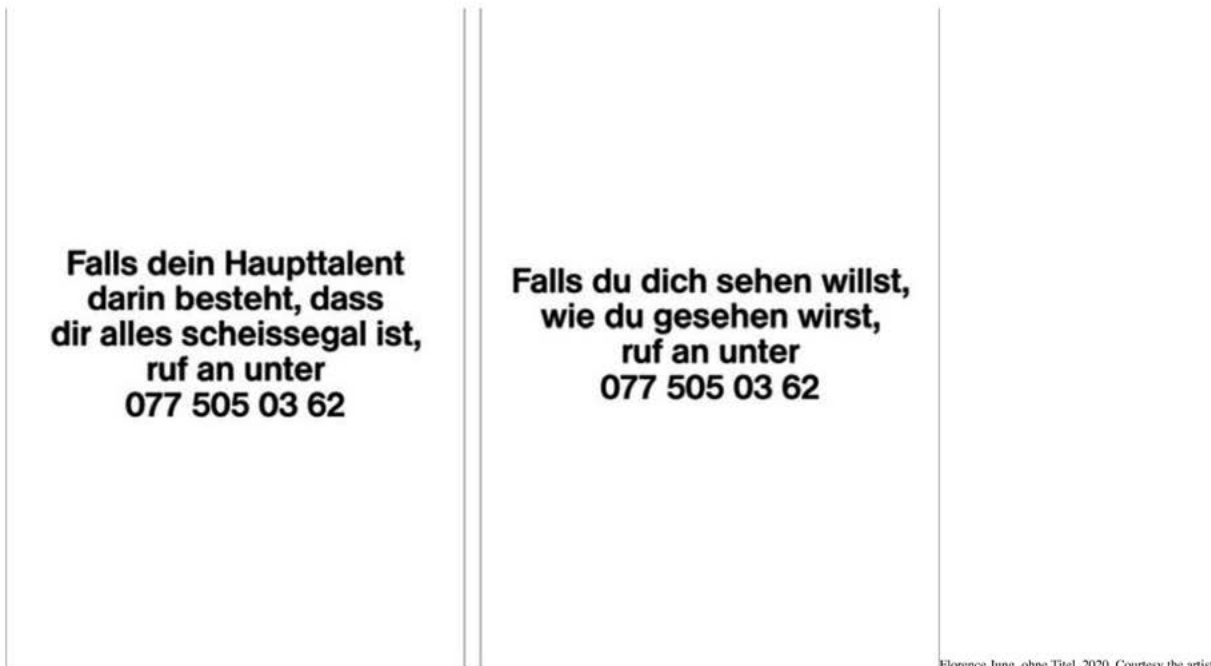 Falls dein Haupttalent
darin besteht, dass
dir alles scheissegal ist,
ruf an unter
077 505 03 62
Falls du dich sehen willst,
wie du gesehen wirst,
ruf an unter
077 505 03 62
Florence Jung, ohne Titel, 2020, Courtesy the artist